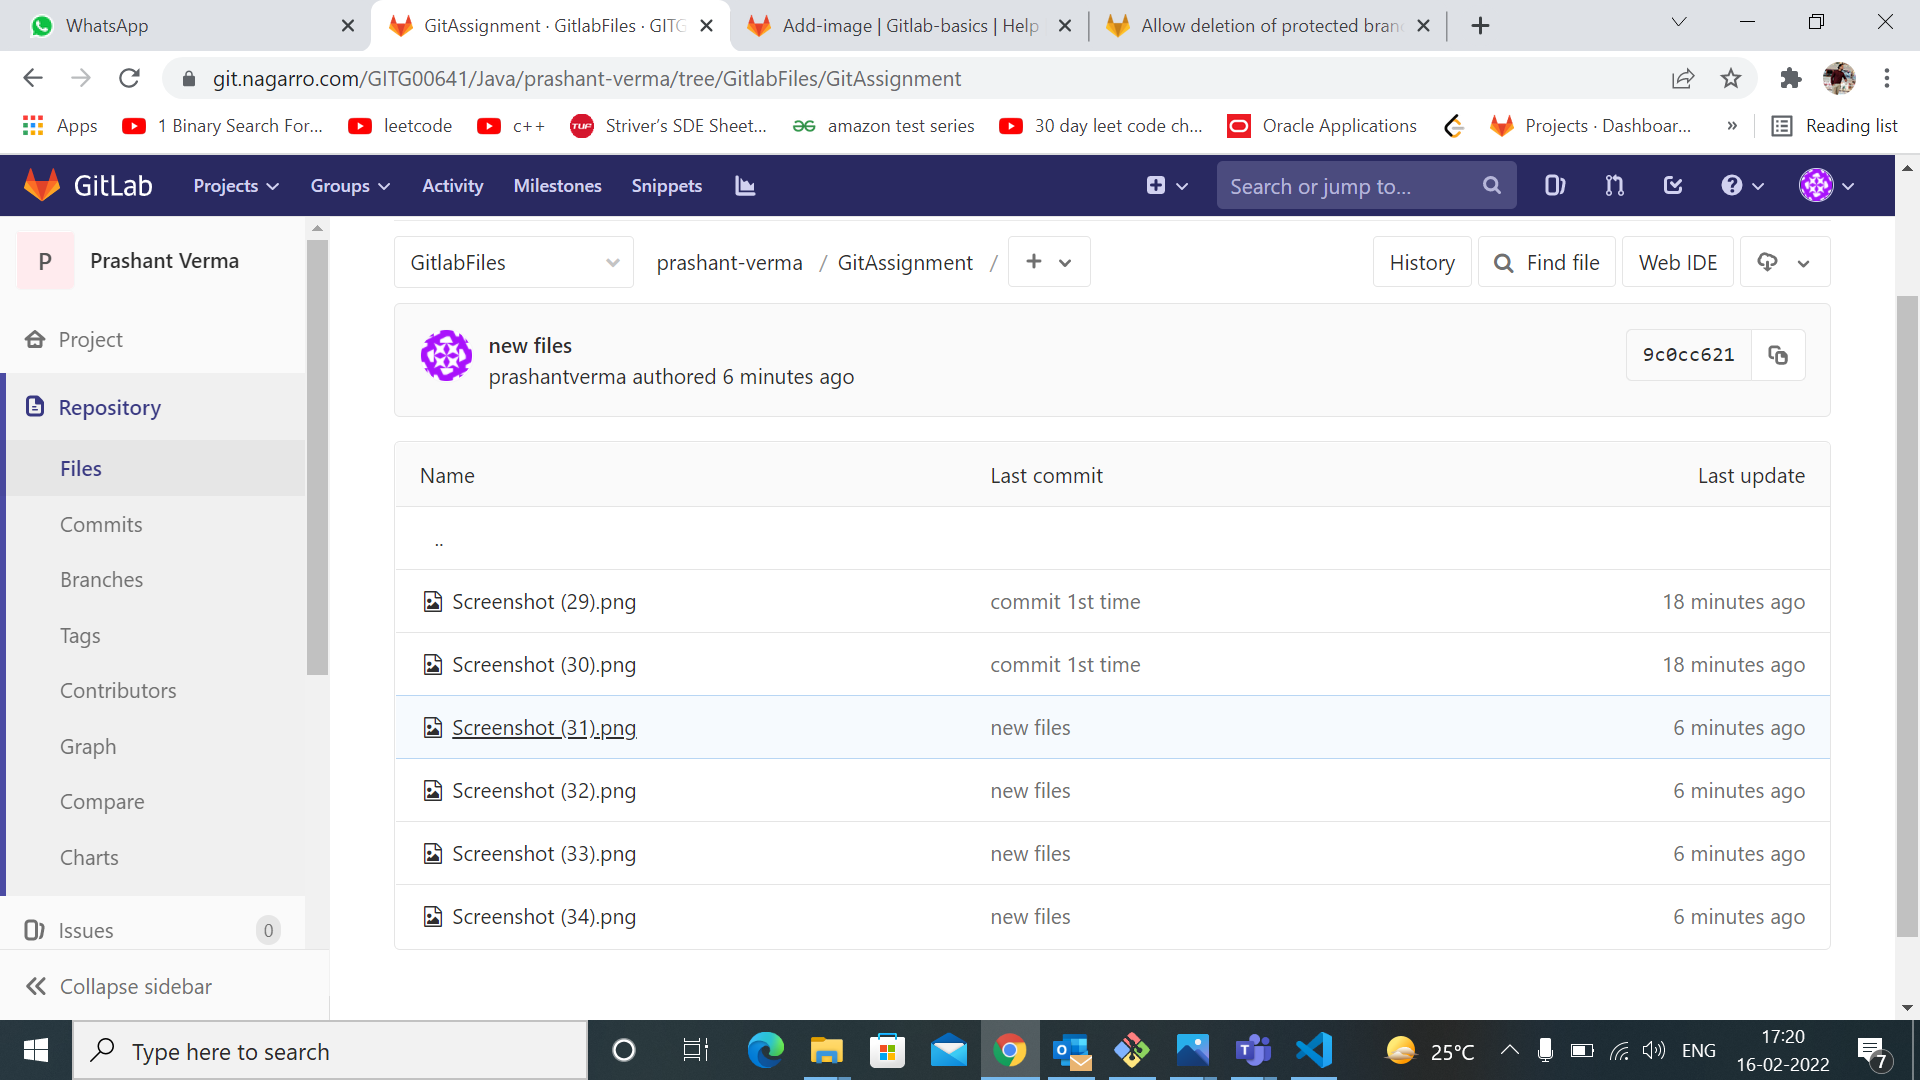 WhatsApp
GitAssignment · GitlabFiles · GITG
Add-image | Gitlab-basics | Help
Allow deletion of protected bran
git.nagarro.com/GITG00641/Java/prashant-verma/tree/GitlabFiles/GitAssignment
Apps
1 Binary Search For...
leetcode
c++
TUF
Striver's SDE Sheet...
amazon test series
30 day leet code ch...
Oracle Applications
Projects · Dashboar...
»
Reading list
GitLab
Projects
Groups
Activity
Milestones
Snippets
Search or jump to...
P
Prashant Verma
Project
Repository
Files
Commits
Branches
Tags
Contributors
Graph
Compare
Charts
Issues
0
Collapse sidebar
GitlabFiles
prashant-verma / GitAssignment /
+
History
Find file
Web IDE
new files
prashantverma authored 6 minutes ago
9c0cc621
Name Last commit Last update
..
Screenshot (29).png commit 1st time 18 minutes ago
Screenshot (30).png commit 1st time 18 minutes ago
Screenshot (31).png new files 6 minutes ago
Screenshot (32).png new files 6 minutes ago
Screenshot (33).png new files 6 minutes ago
Screenshot (34).png new files 6 minutes ago
Type here to search
25°C
ENG
17:20
16-02-2022
7